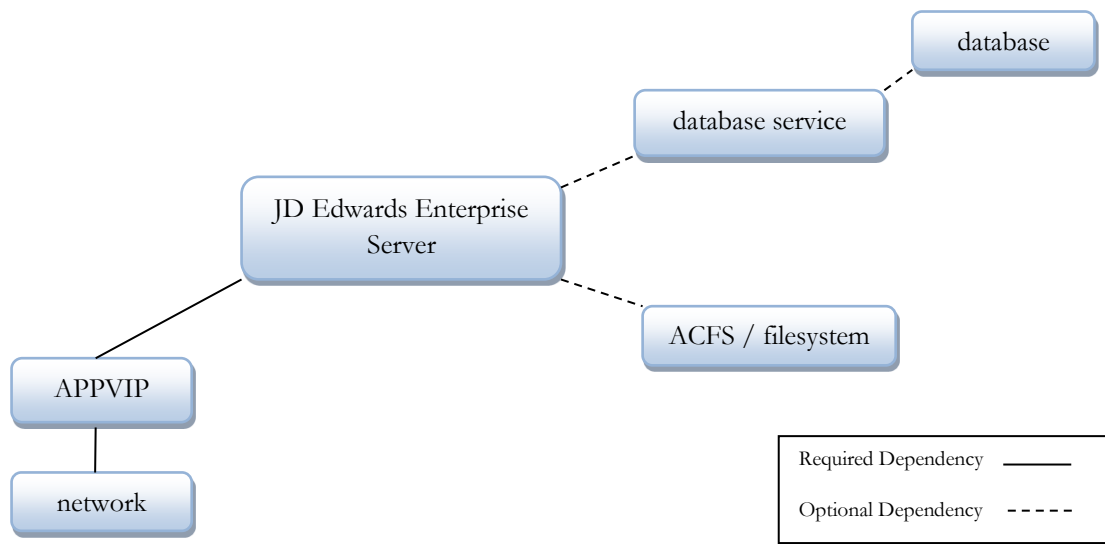 database
database service
JD Edwards Enterprise
Server
ACFS / filesystem
APPVIP
network
Required Dependency
Optional Dependency